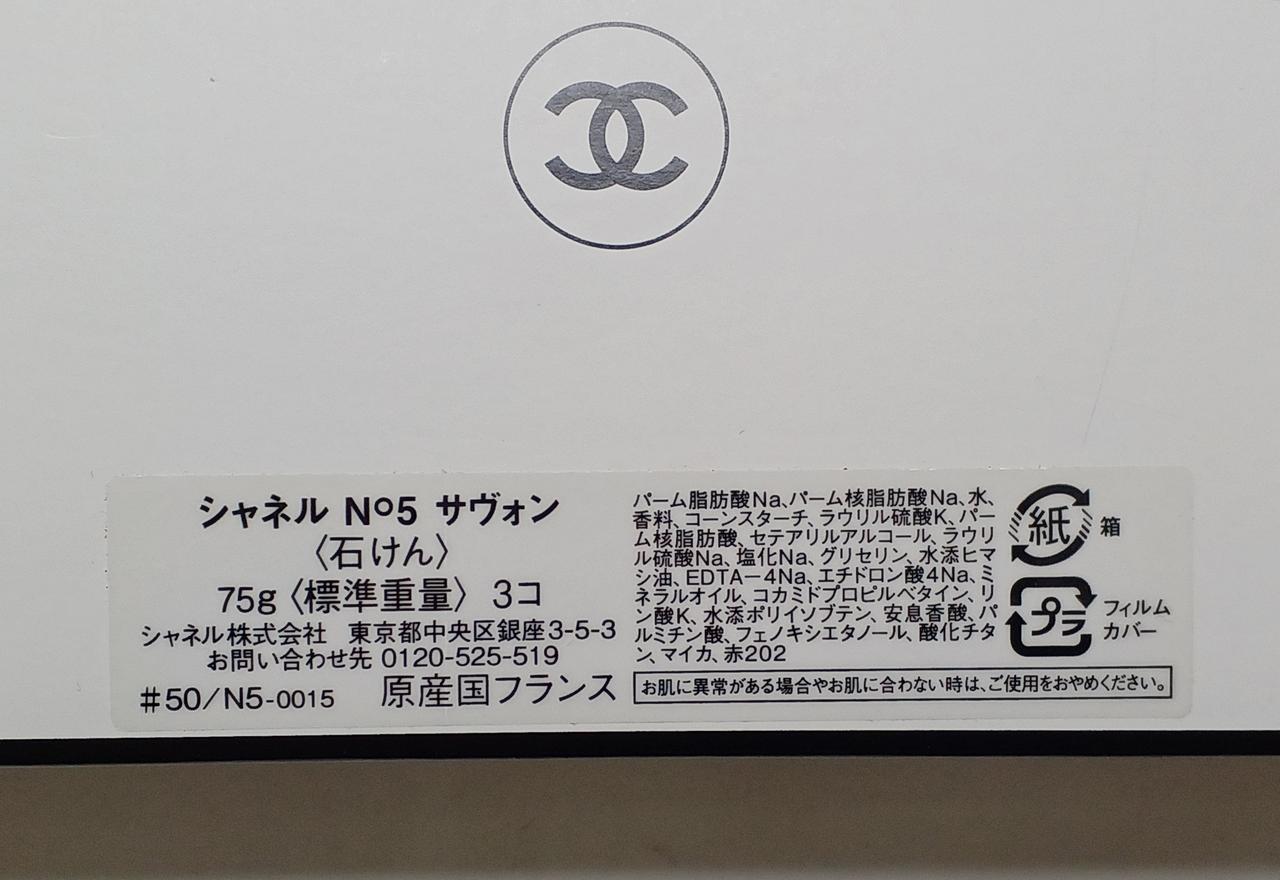 シャネル Nº5 サヴォン
〈石けん〉
75g〈標準重量〉 3コ
シャネル株式会社 東京都中央区銀座3-5-3
お問い合わせ先 0120-525-519
#50/N5-0015 原産国フランス
パーム脂肪酸Na、パーム核脂肪酸Na、水、
香料、コーンスターチ、ラウリル硫酸K、パー
ム核脂肪酸、セテアリルアルコール、ラウリ
ル硫酸Na、塩化Na、グリセリン、水添ヒマ
シ油、EDTA－4Na、エチドロン酸4Na、ミ
ネラルオイル、コカミドプロピルベタイン、リ
ン酸K、水添ポリイソブテン、安息香酸、パ
ルミチン酸、フェノキシエタノール、酸化チタ
ン、マイカ、赤202
紙 箱
プラ フィルム
カバー
お肌に異常がある場合やお肌に合わない時は、ご使用をおやめください。